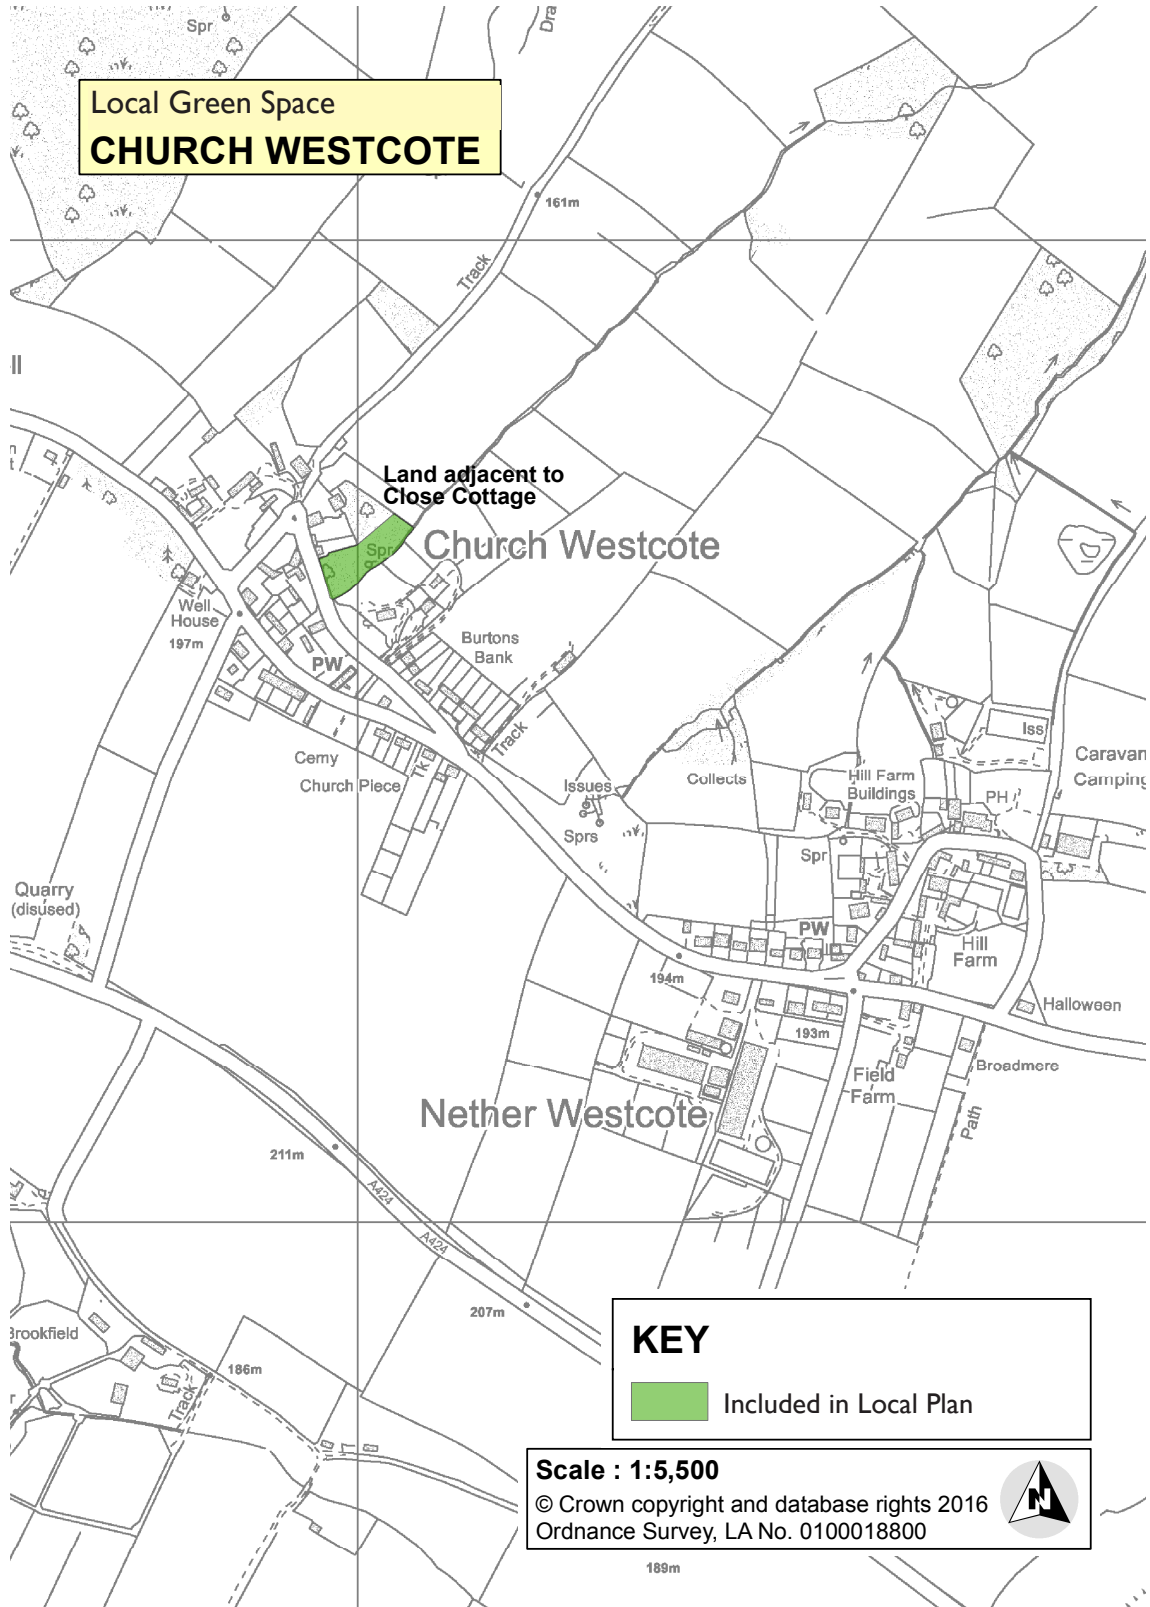 Spr
Dra
Local Green Space
CHURCH WESTCOTE
161m
Track
ll
Land adjacent to
Close Cottage
Spr
Church Westcote
Well
House
197m
PW
Burtons
Bank
Track
Cemy
Church Piece
Tk
Issues
Sprs
Collects
Hill Farm
Buildings
Iss
PH
Caravan
Camping
Spr
Quarry
(disused)
PW
Hill
Farm
194m
193m
Halloween
Broadmere
Field
Farm
Path
Nether Westcote
211m
A424
A424
207m
Brookfield
186m
Track
KEY
Included in Local Plan
Scale : 1:5,500
© Crown copyright and database rights 2016
Ordnance Survey, LA No. 0100018800
N
189m